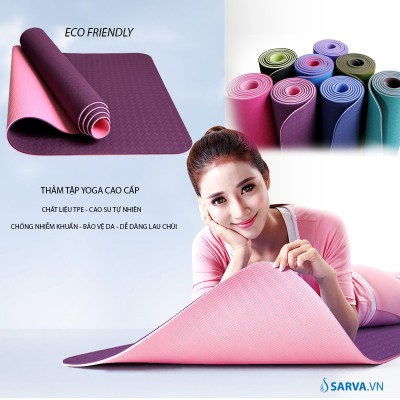 ECO FRIENDLY
THẢM TẬP YOGA CAO CẤP
CHẤT LIỆU TPE - CAO SU TỰ NHIÊN
CHỐNG NHIỄM KHUẨN - BẢO VỆ DA - DỄ DÀNG LAU CHÙI
SARVA.VN